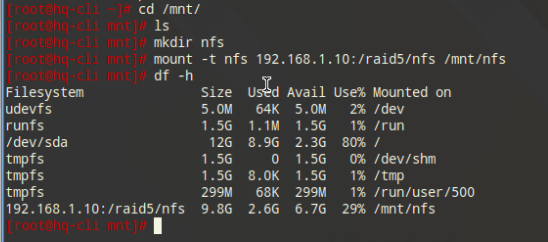 [root@hq-cli ~]# cd /mnt/
[root@hq-cli mnt]# ls
[root@hq-cli mnt]# mkdir nfs
[root@hq-cli mnt]# mount -t nfs 192.168.1.10:/raid5/nfs /mnt/nfs
[root@hq-cli mnt]# df -h
Filesystem Size Used Avail Use% Mounted on
udevfs 5.0M 64K 5.0M 2% /dev
runfs 1.5G 1.1M 1.5G 1% /run
/dev/sda 12G 8.9G 2.3G 80% /
tmpfs 1.5G 0 1.5G 0% /dev/shm
tmpfs 1.5G 8.0K 1.5G 1% /tmp
tmpfs 299M 68K 299M 1% /run/user/500
192.168.1.10:/raid5/nfs 9.8G 2.6G 6.7G 29% /mnt/nfs
[root@hq-cli mnt]#